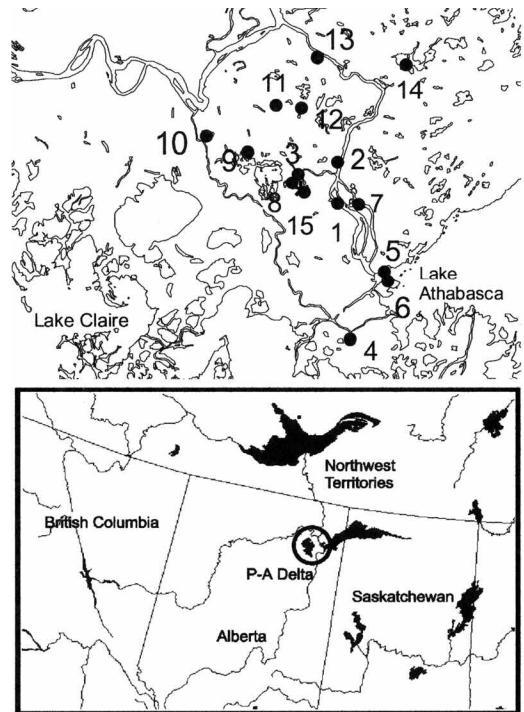 13
14
11
12
10
9
3
2
8
15
1
7
5
Lake
Athabasca
6
Lake Claire
4
Northwest
Territories
British Columbia
P-A Delta
Saskatchewan
Alberta